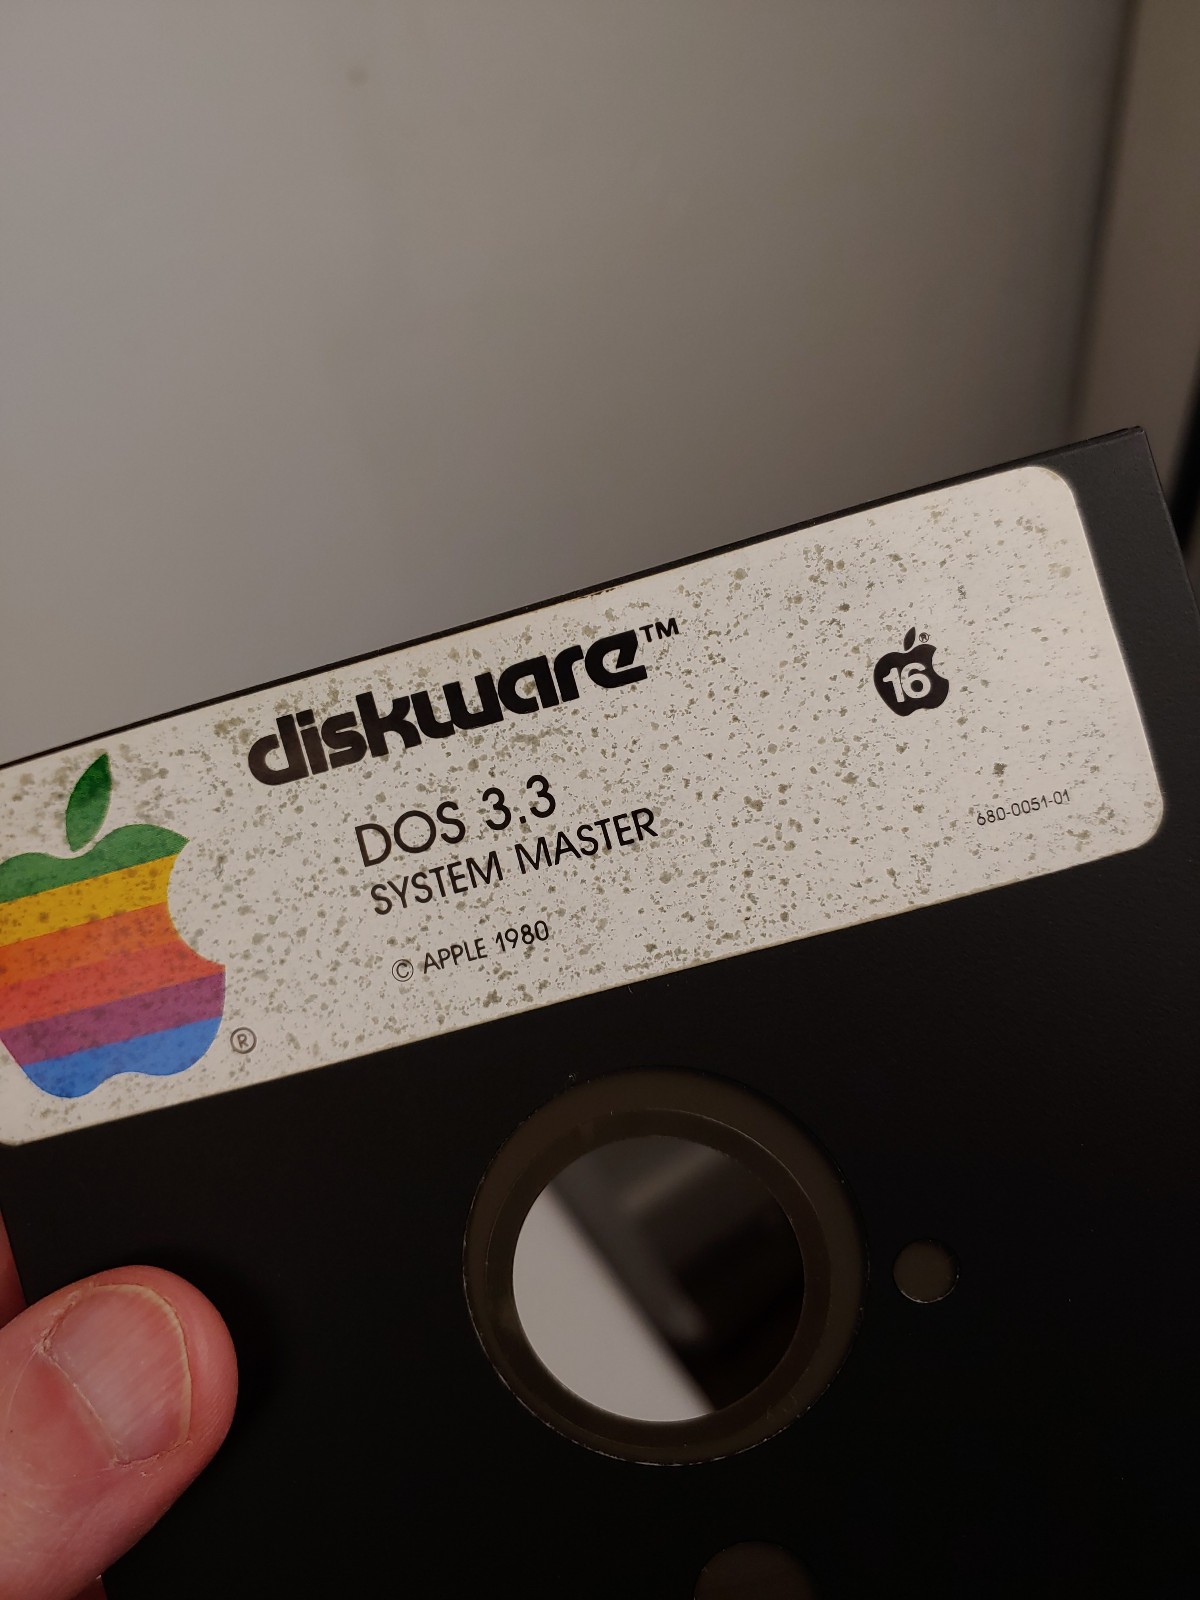 diskware™
16®
DOS 3.3
SYSTEM MASTER
680-0051-01
© APPLE 1980
®